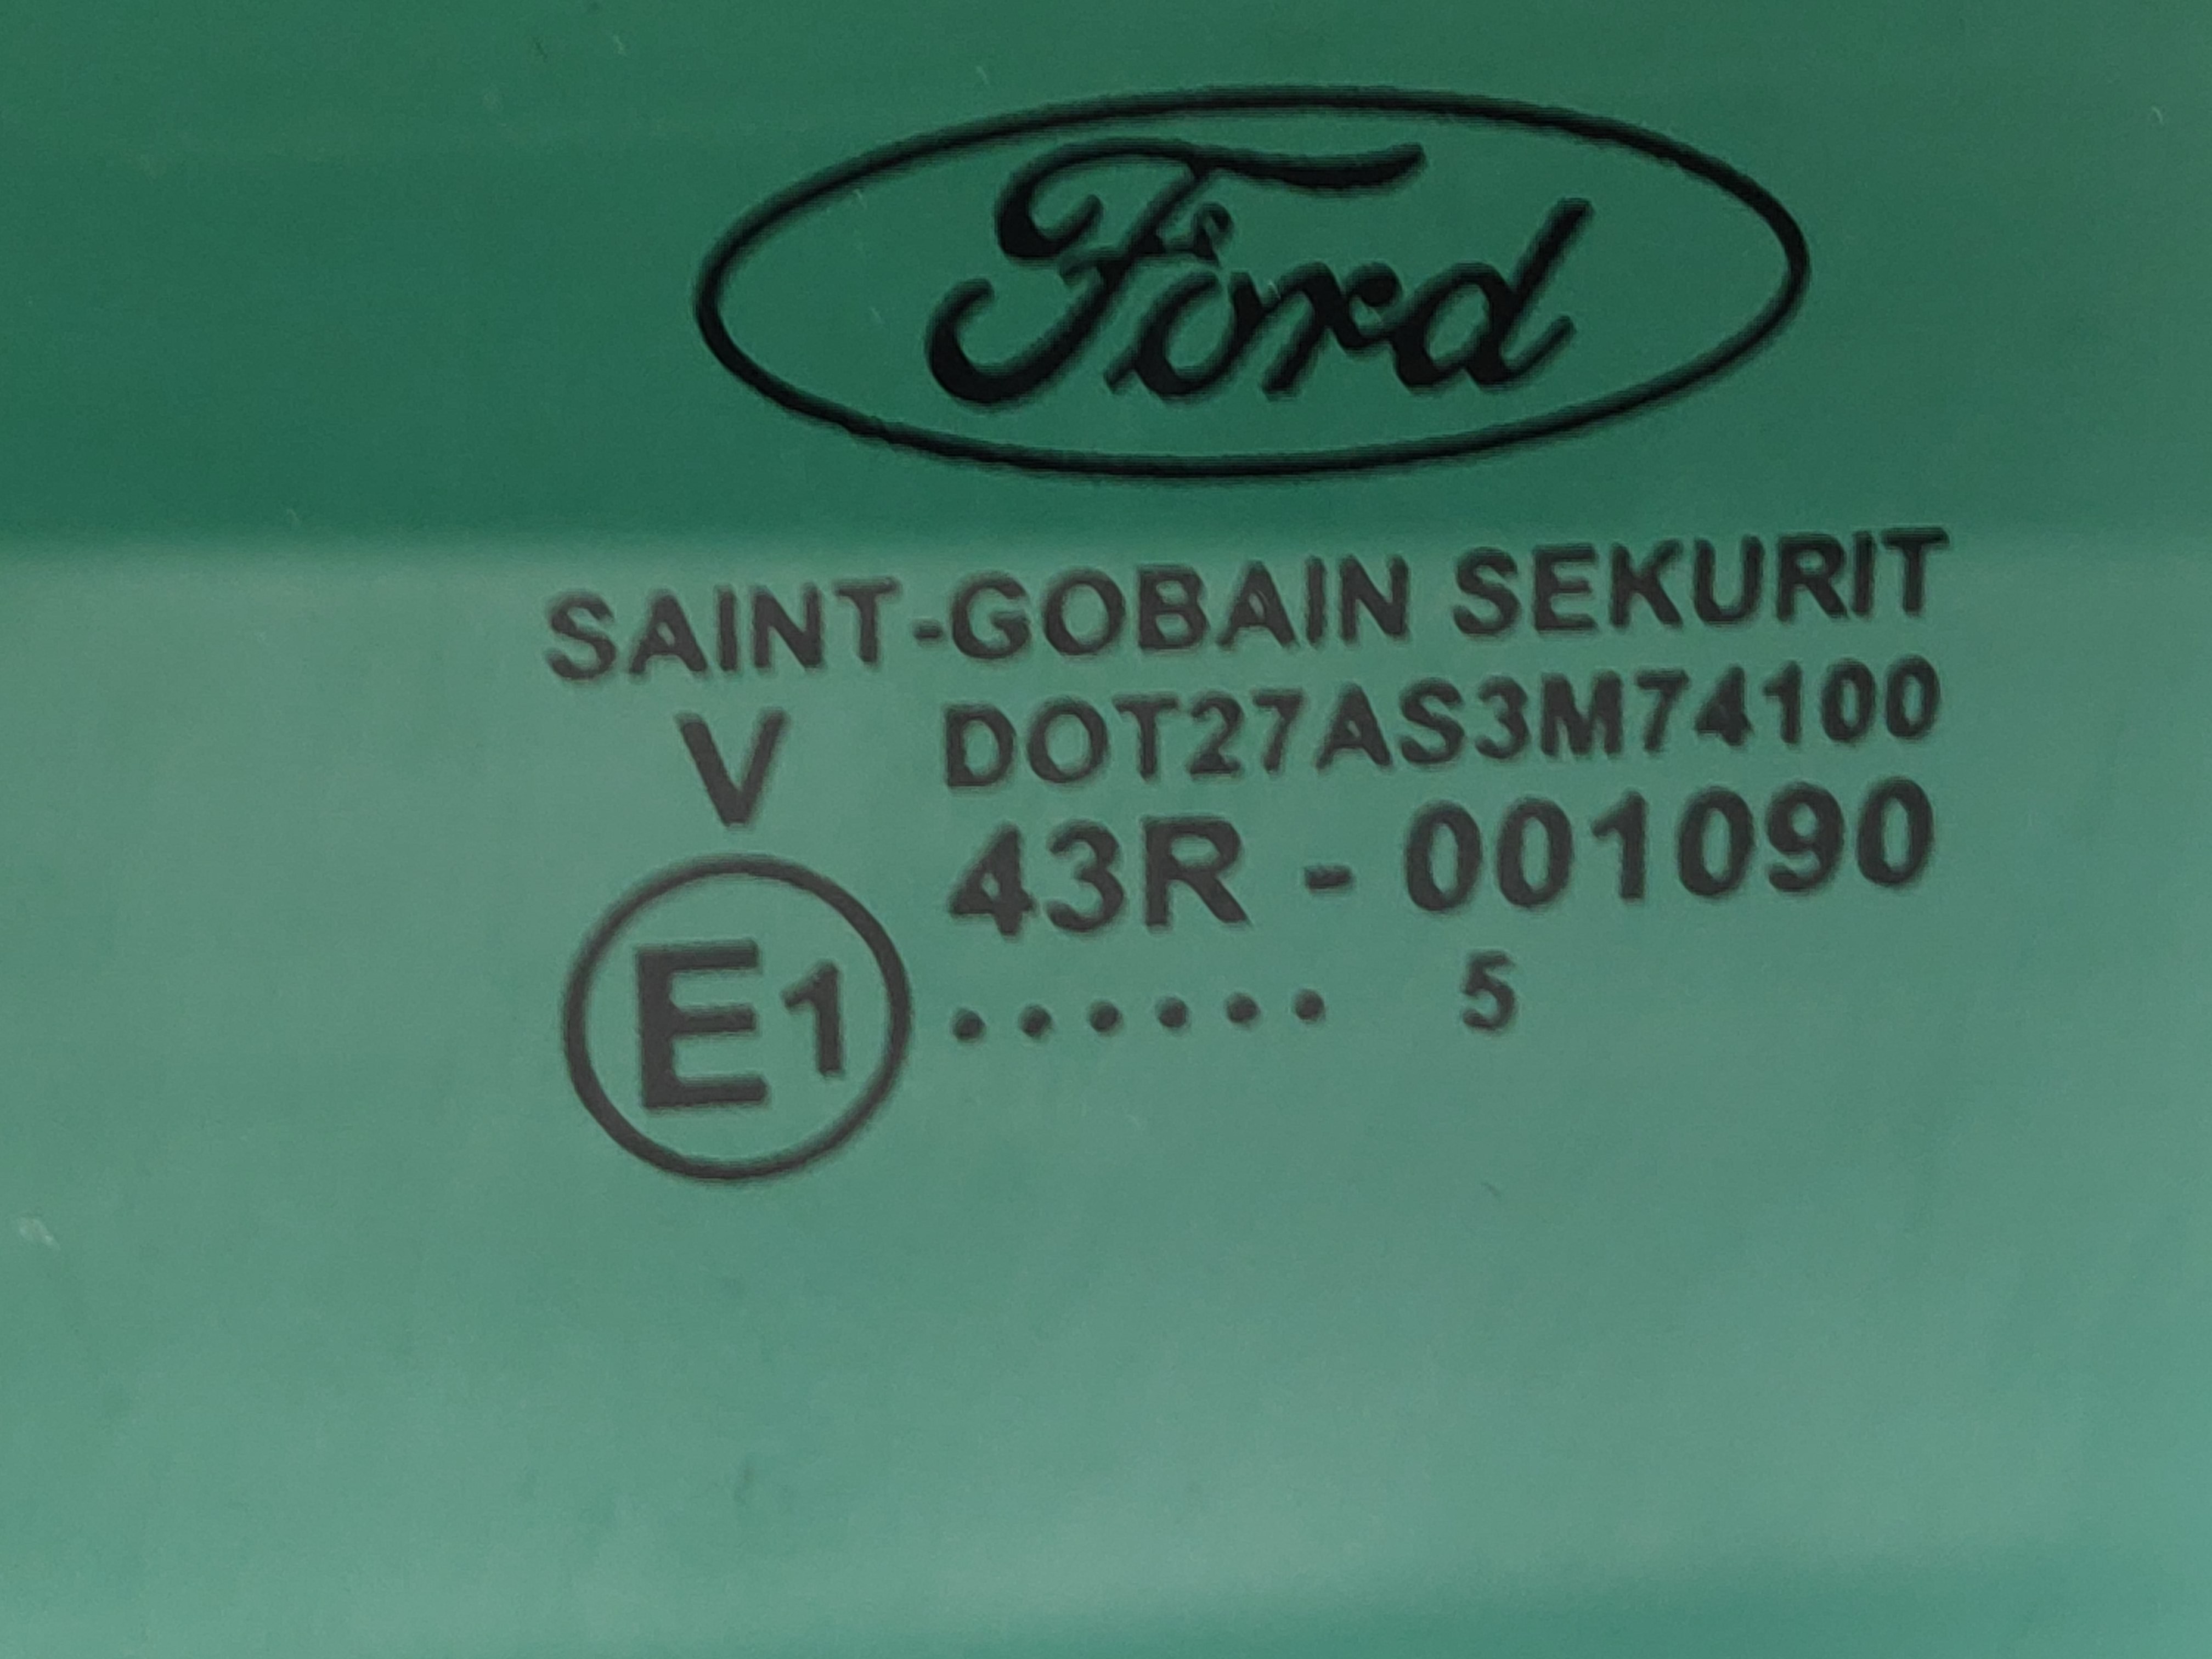 Ford
SAINT-GOBAIN SEKURIT
V DOT27AS3M74100
43R - 001090
E1 ...... 5